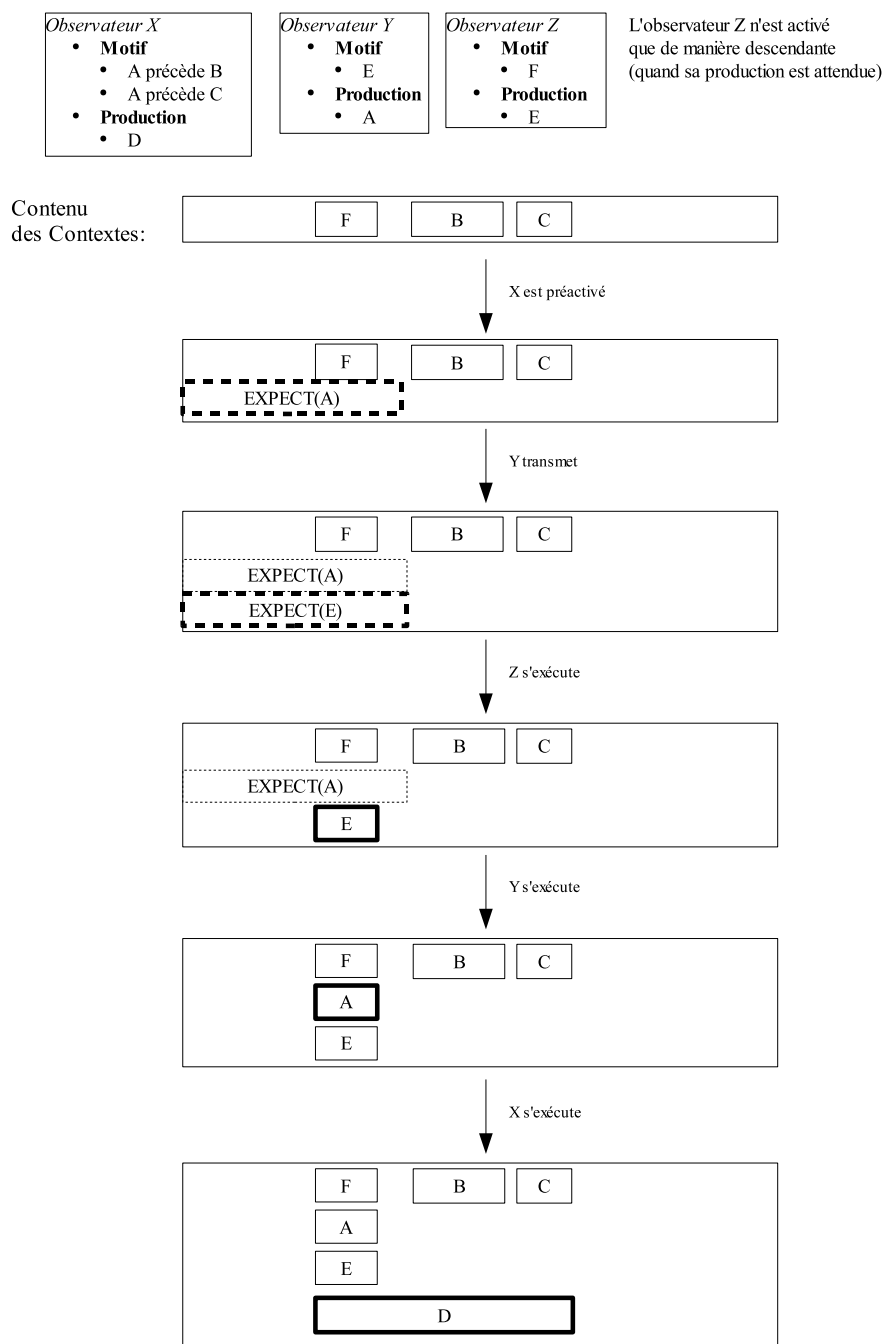 Observateur X
• Motif
• A précède B
• A précède C
• Production
• D
Observateur Y
• Motif
• E
• Production
• A
Observateur Z
• Motif
• F
• Production
• E
L'observateur Z n'est activé
que de manière descendante
(quand sa production est attendue)
Contenu
des Contextes:
F B C
X est préactivé
F B C
EXPECT(A)
Y transmet
F B C
EXPECT(A)
EXPECT(E)
Z s'exécute
F B C
EXPECT(A)
E
Y s'exécute
F B C
A
E
X s'exécute
F B C
A
E
D